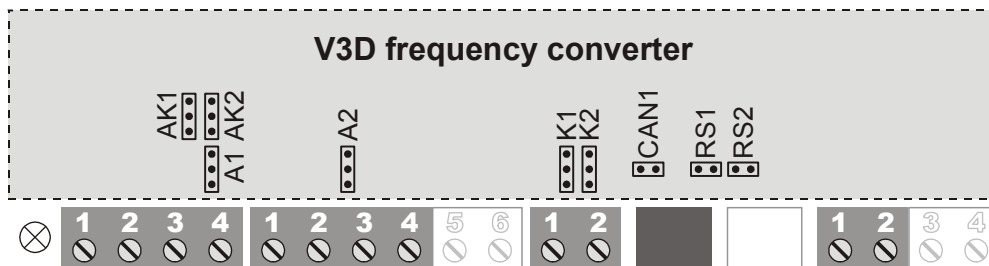 V3D frequency converter
AK1 AK2 A1 A2 K1 K2 CAN1 RS1 RS2
1 2 3 4 1 2 3 4 5 6 1 2 1 2 3 4